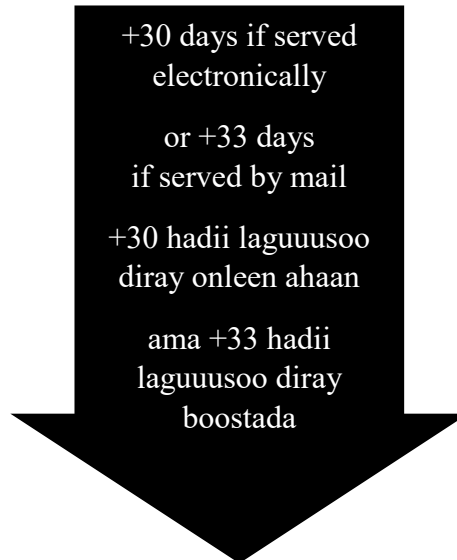 +30 days if served
electronically
or +33 days
if served by mail
+30 hadii laguuusoo
diray onleen ahaan
ama +33 hadii
laguuusoo diray
boostada